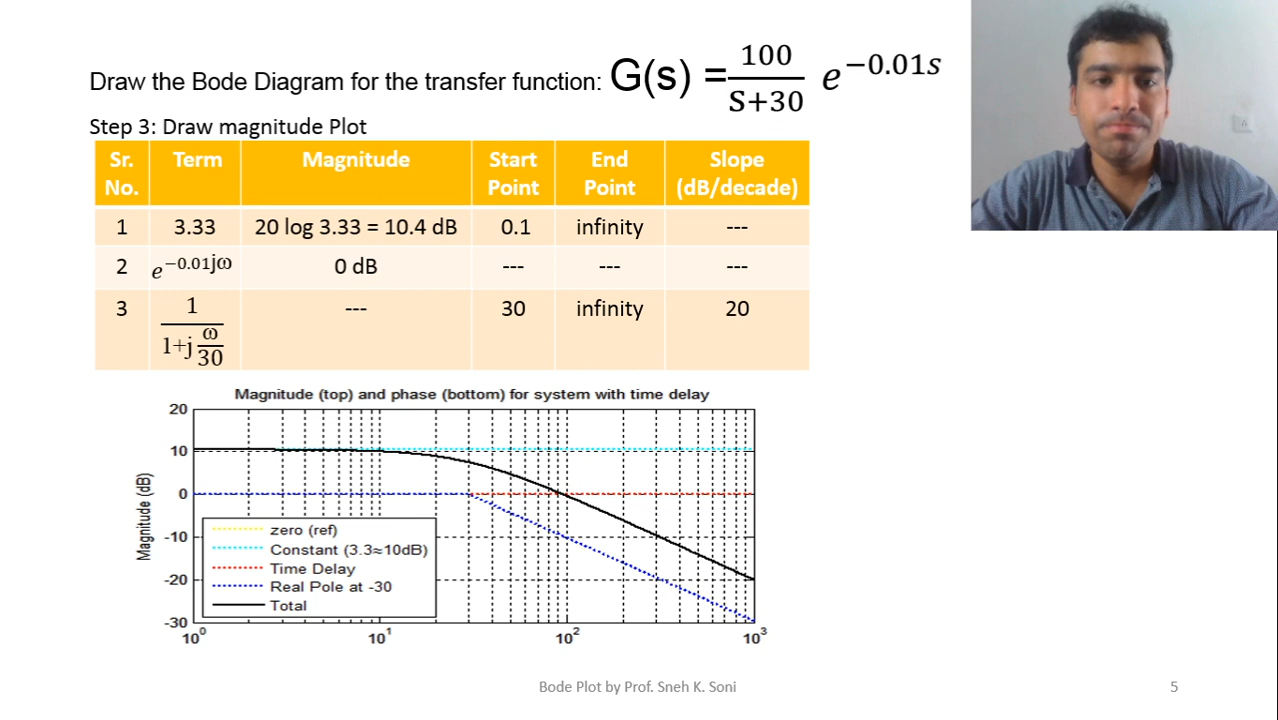 Draw the Bode Diagram for the transfer function: G(s) = 100/(S+30) e^−0.01s
Step 3: Draw magnitude Plot
Sr. No. Term Magnitude Start Point End Point Slope (dB/decade)
1 3.33 20 log 3.33 = 10.4 dB 0.1 infinity ---
2 e^−0.01jω 0 dB --- --- ---
3 1/(1+j ω/30) --- 30 infinity 20
Magnitude (top) and phase (bottom) for system with time delay
Magnitude (dB)
20
10
0
-10
-20
-30
zero (ref)
Constant (3.3≈10dB)
Time Delay
Real Pole at -30
Total
10^0 10^1 10^2 10^3
Bode Plot by Prof. Sneh K. Soni 5